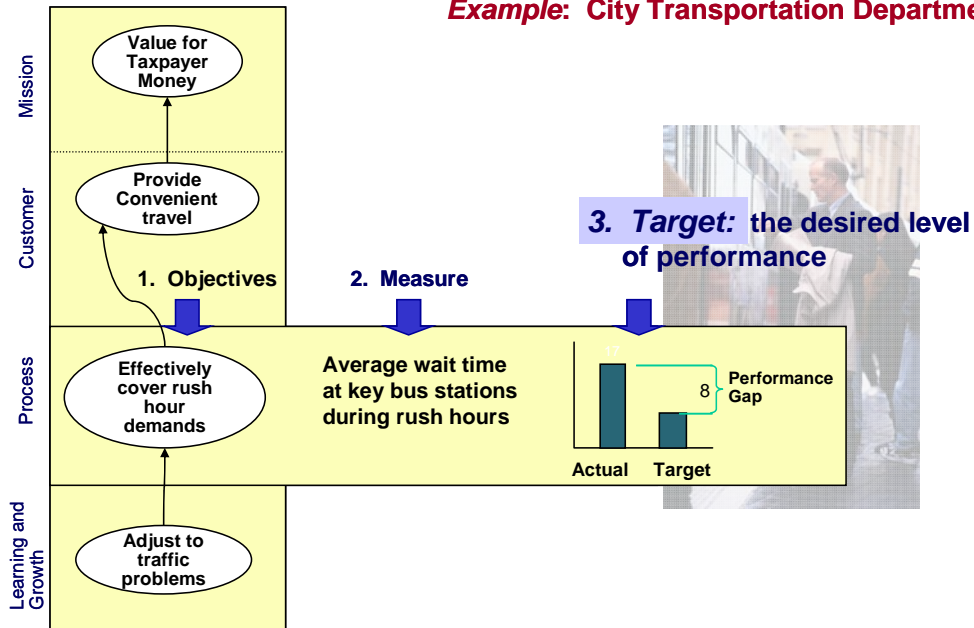 Example: City Transportation Departme
Mission
Value for
Taxpayer
Money
Customer
Provide
Convenient
travel
3. Target: the desired level
of performance
1. Objectives
2. Measure
Process
Effectively
cover rush
hour
demands
Average wait time
at key bus stations
during rush hours
8
Performance
Gap
Actual
Target
Learning and
Growth
Adjust to
traffic
problems